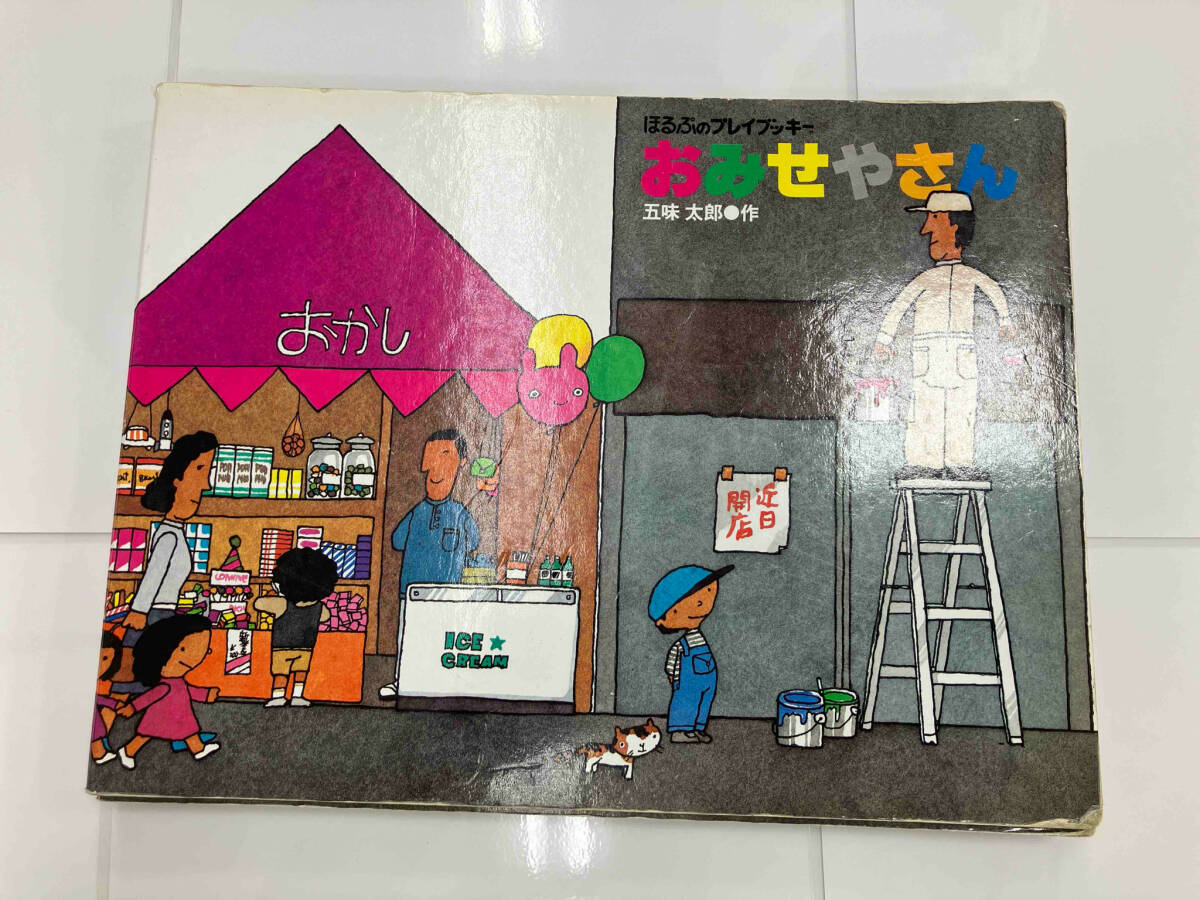 ほるぷのプレイブッキー
おみせやさん
五味 太郎●作
おかし
近日
開店
ICE★
CREAM